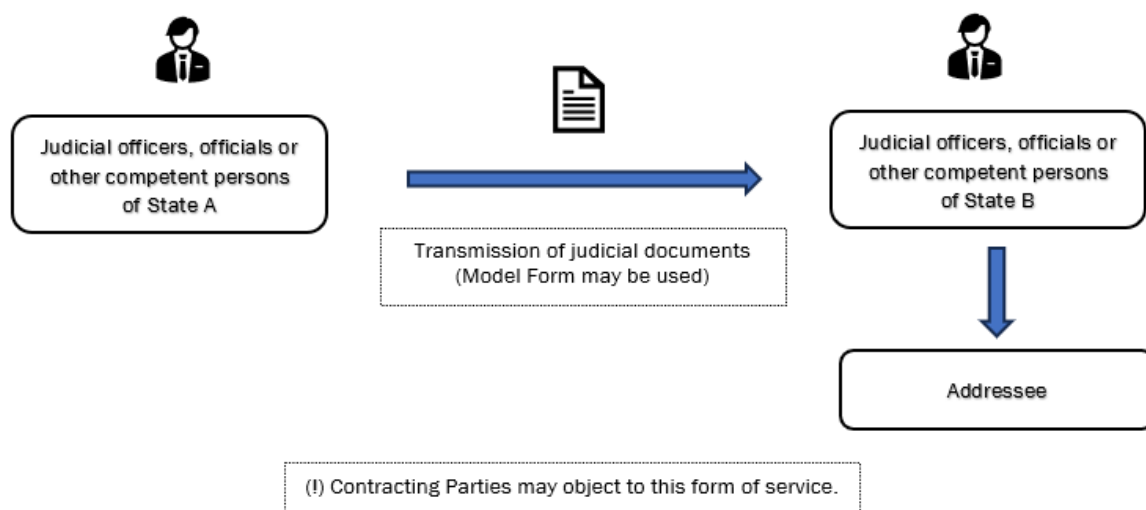 Judicial officers, officials or
other competent persons
of State A
Judicial officers, officials or
other competent persons
of State B
Transmission of judicial documents
(Model Form may be used)
Addressee
(!) Contracting Parties may object to this form of service.